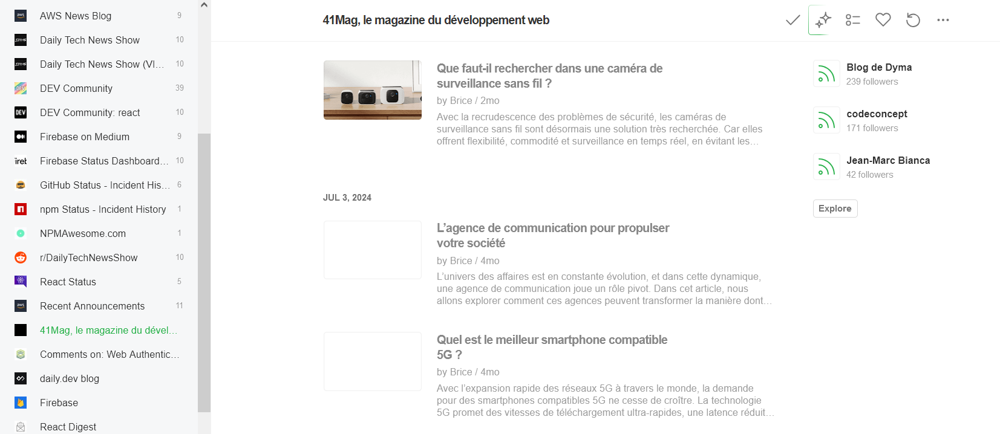 AWS News Blog 9
Daily Tech News Show 10
Daily Tech News Show (VI... 10
DEV Community 39
DEV Community: react 10
Firebase on Medium 9
Firebase Status Dashboard... 10
GitHub Status - Incident His... 6
npm Status - Incident History 1
NPMAwesome.com 1
r/DailyTechNewsShow 10
React Status 5
Recent Announcements 11
41Mag, le magazine du dével...
Comments on: Web Authentic...
daily.dev blog
Firebase
React Digest
41Mag, le magazine du développement web
Que faut-il rechercher dans une caméra de
surveillance sans fil ?
by Brice / 2mo
Avec la recrudescence des problèmes de sécurité, les caméras de
surveillance sans fil sont désormais une solution très recherchée. Car elles
offrent flexibilité, commodité et surveillance en temps réel, en évitant les...
JUL 3, 2024
L’agence de communication pour propulser
votre société
by Brice / 4mo
L’univers des affaires est en constante évolution, et dans cette dynamique,
une agence de communication joue un rôle pivot. Dans cet article, nous
allons explorer comment ces agences peuvent transformer la manière dont...
Quel est le meilleur smartphone compatible
5G ?
by Brice / 4mo
Avec l’expansion rapide des réseaux 5G à travers le monde, la demande
pour des smartphones compatibles 5G ne cesse de croître. La technologie
5G promet des vitesses de téléchargement ultra-rapides, une latence réduit...
Blog de Dyma
239 followers
codeconcept
171 followers
Jean-Marc Bianca
42 followers
Explore